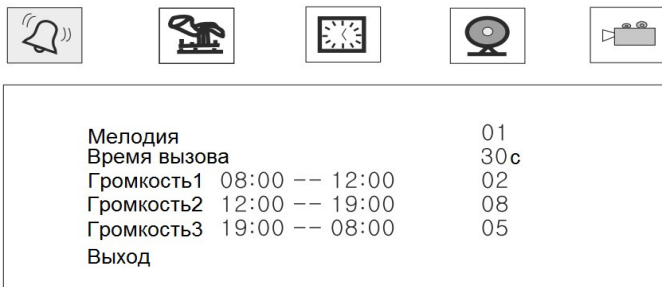 Мелодия 01
Время вызова 30с
Громкость1 08:00 -- 12:00 02
Громкость2 12:00 -- 19:00 08
Громкость3 19:00 -- 08:00 05
Выход